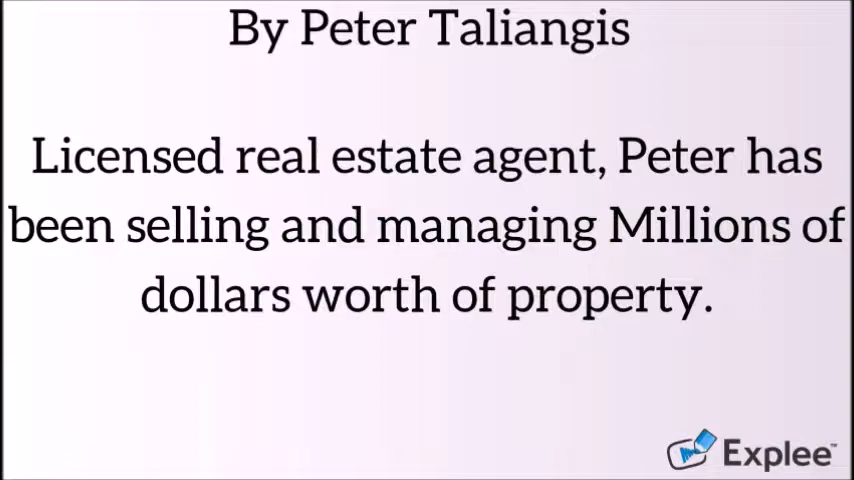 By Peter Taliangis
Licensed real estate agent, Peter has
been selling and managing Millions of
dollars worth of property.
Explee™